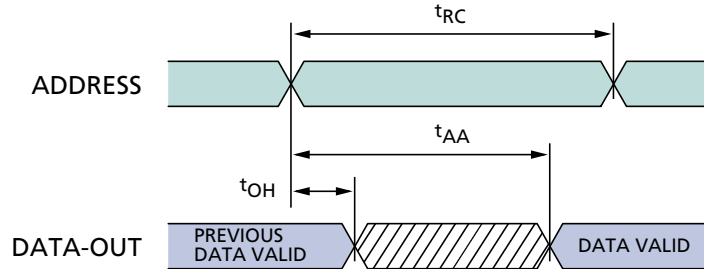 tRC
ADDRESS
tAA
tOH
DATA-OUT
PREVIOUS
DATA VALID
DATA VALID